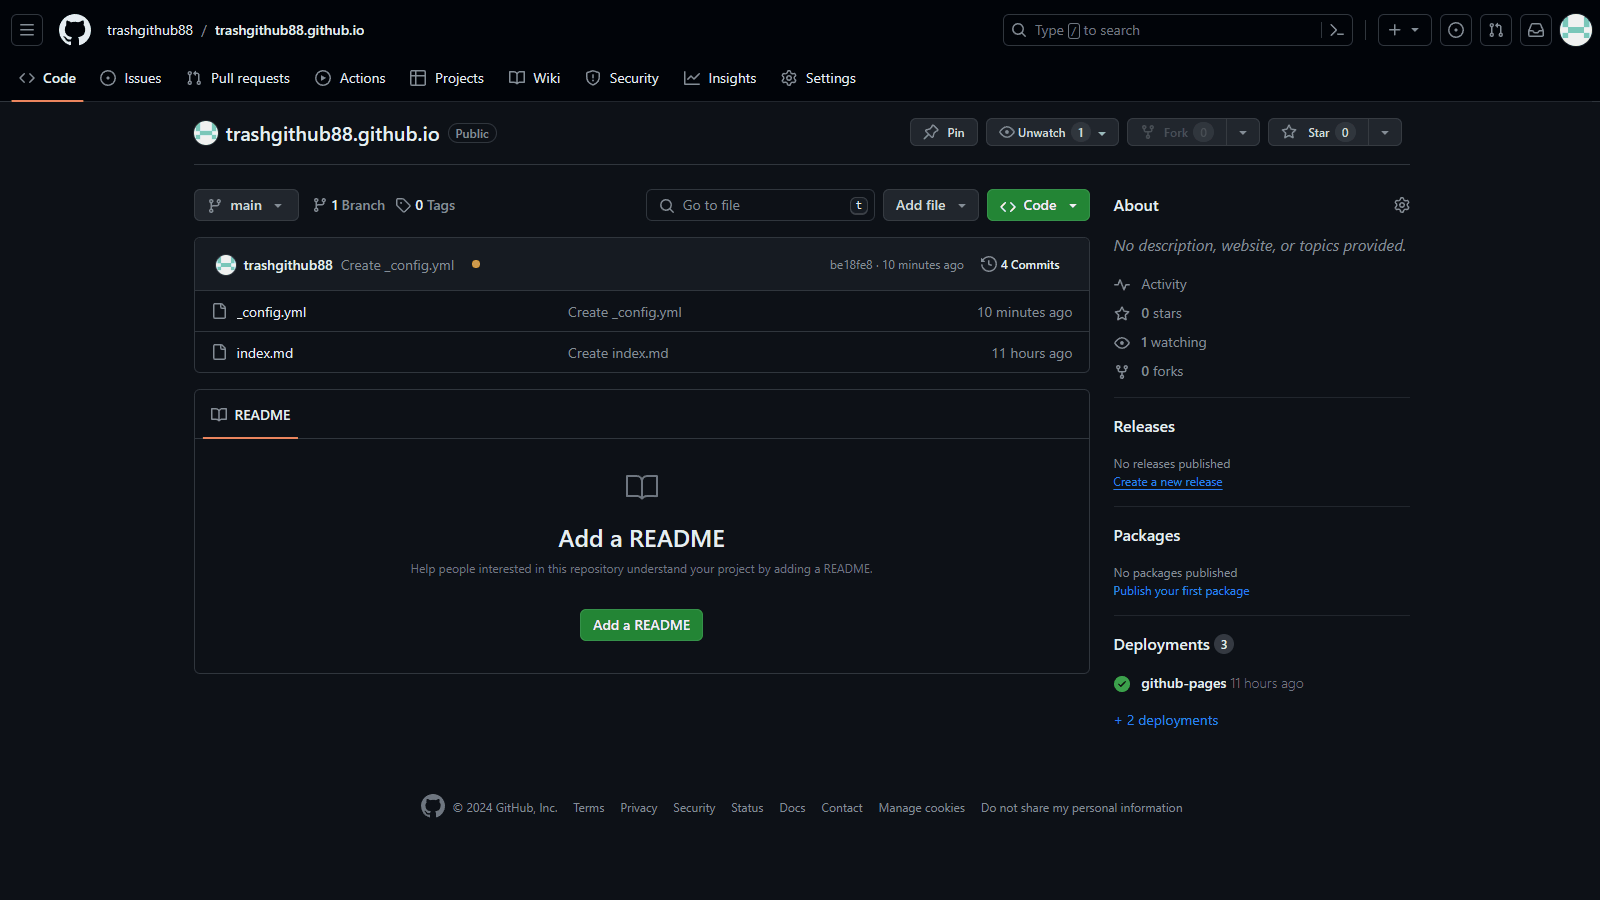 trashgithub88 / trashgithub88.github.io
Type / to search
Code Issues Pull requests Actions Projects Wiki Security Insights Settings
trashgithub88.github.io Public
Pin Unwatch 1 Fork 0 Star 0
main 1 Branch 0 Tags
Go to file t Add file Code
trashgithub88 Create _config.yml be18fe8 · 10 minutes ago 4 Commits
_config.yml Create _config.yml 10 minutes ago
index.md Create index.md 11 hours ago
README
Add a README
Help people interested in this repository understand your project by adding a README.
Add a README
About
No description, website, or topics provided.
Activity
0 stars
1 watching
0 forks
Releases
No releases published
Create a new release
Packages
No packages published
Publish your first package
Deployments 3
github-pages 11 hours ago
+ 2 deployments
© 2024 GitHub, Inc. Terms Privacy Security Status Docs Contact Manage cookies Do not share my personal information